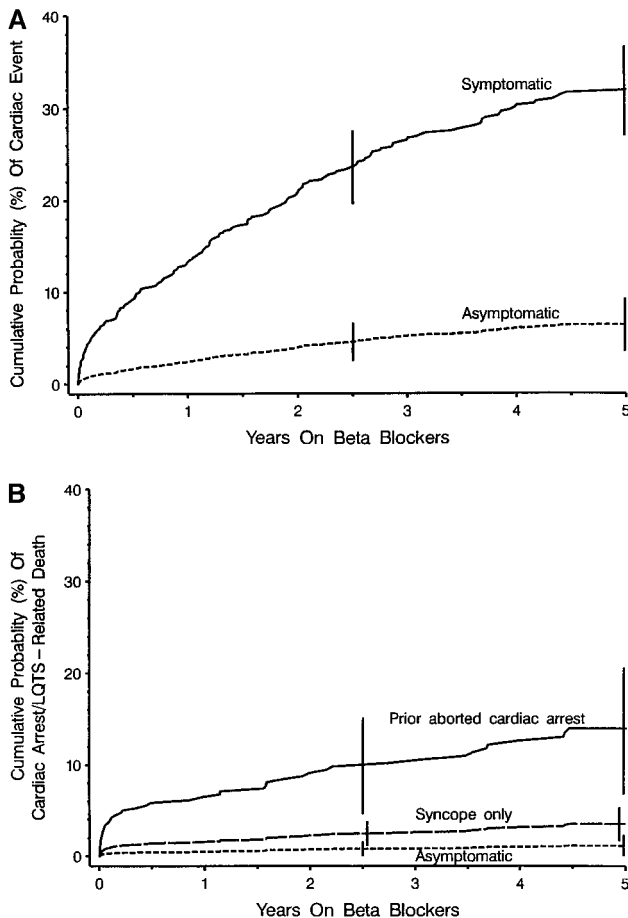 A
Cumulative Probablity (%) Of Cardiac Event
40
30
20
10
0
Symptomatic
Asymptomatic
0 1 2 3 4 5
Years On Beta Blockers
B
Cumulative Probablity (%) Of
Cardiac Arrest/LQTS–Related Death
40
30
20
10
0
Prior aborted cardiac arrest
Syncope only
Asymptomatic
0 1 2 3 4 5
Years On Beta Blockers